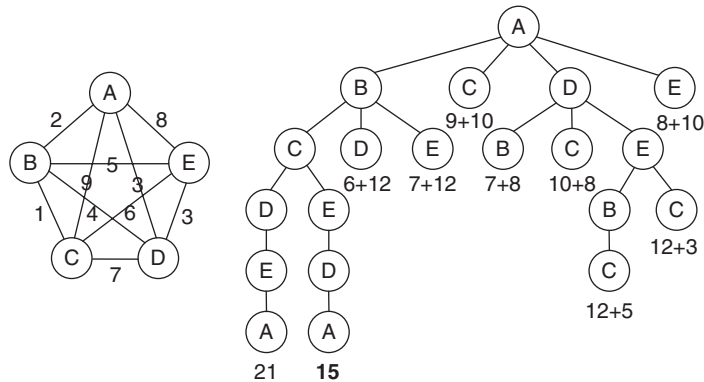 A
B C D E
9+10 8+10
A
2 8
B 5 E
9 3
1 4 6 3
C 7 D
C D E B C E
6+12 7+12 7+8 10+8
D E B C
12+3
E D C
12+5
A A
21 15